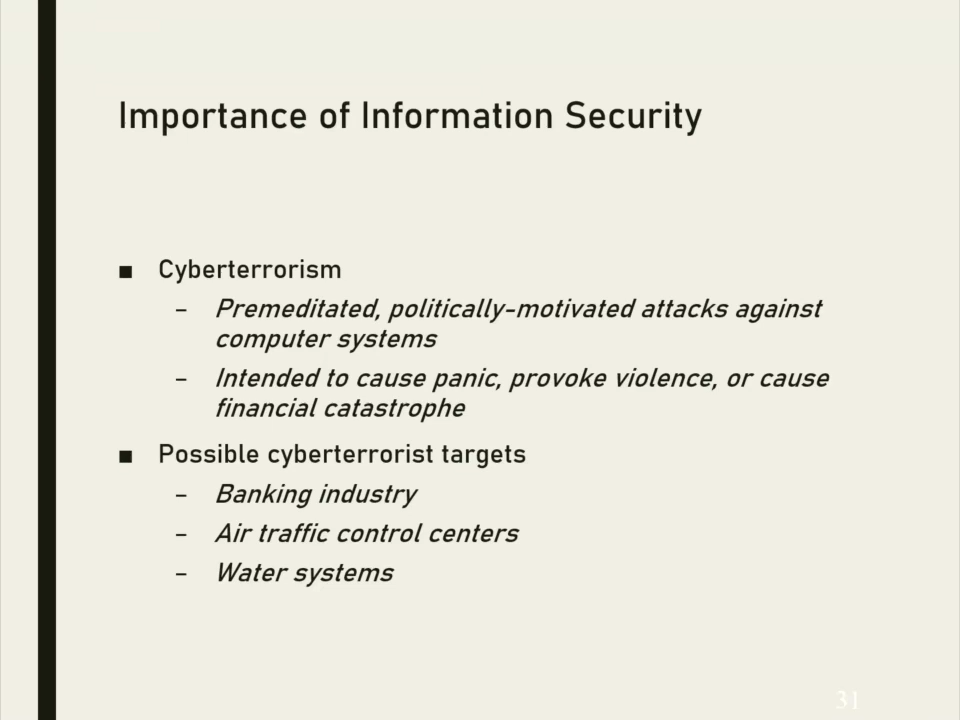 Importance of Information Security
■ Cyberterrorism
– Premeditated, politically-motivated attacks against
computer systems
– Intended to cause panic, provoke violence, or cause
financial catastrophe
■ Possible cyberterrorist targets
– Banking industry
– Air traffic control centers
– Water systems
31